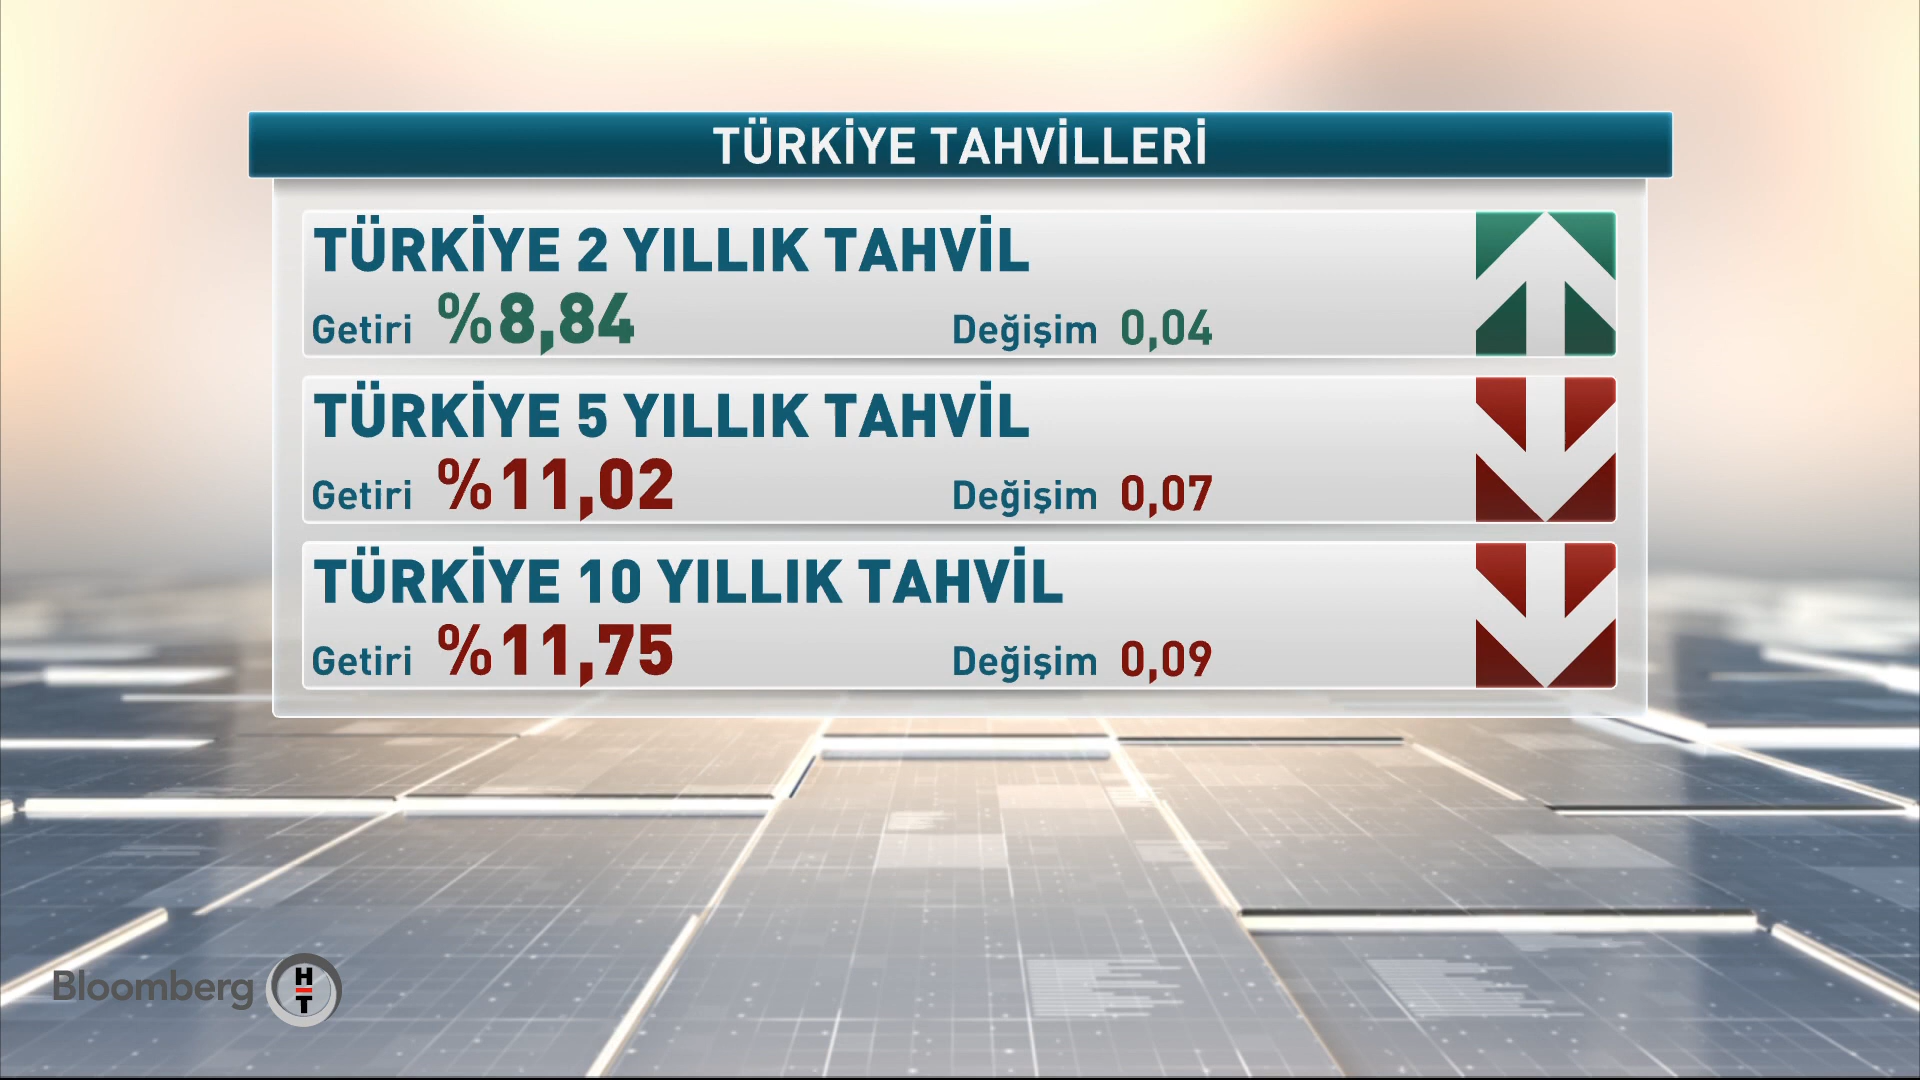 TÜRKİYE TAHVİLLERİ
TÜRKİYE 2 YILLIK TAHVİL
Getiri %8,84 Değişim 0,04
TÜRKİYE 5 YILLIK TAHVİL
Getiri %11,02 Değişim 0,07
TÜRKİYE 10 YILLIK TAHVİL
Getiri %11,75 Değişim 0,09
Bloomberg HT